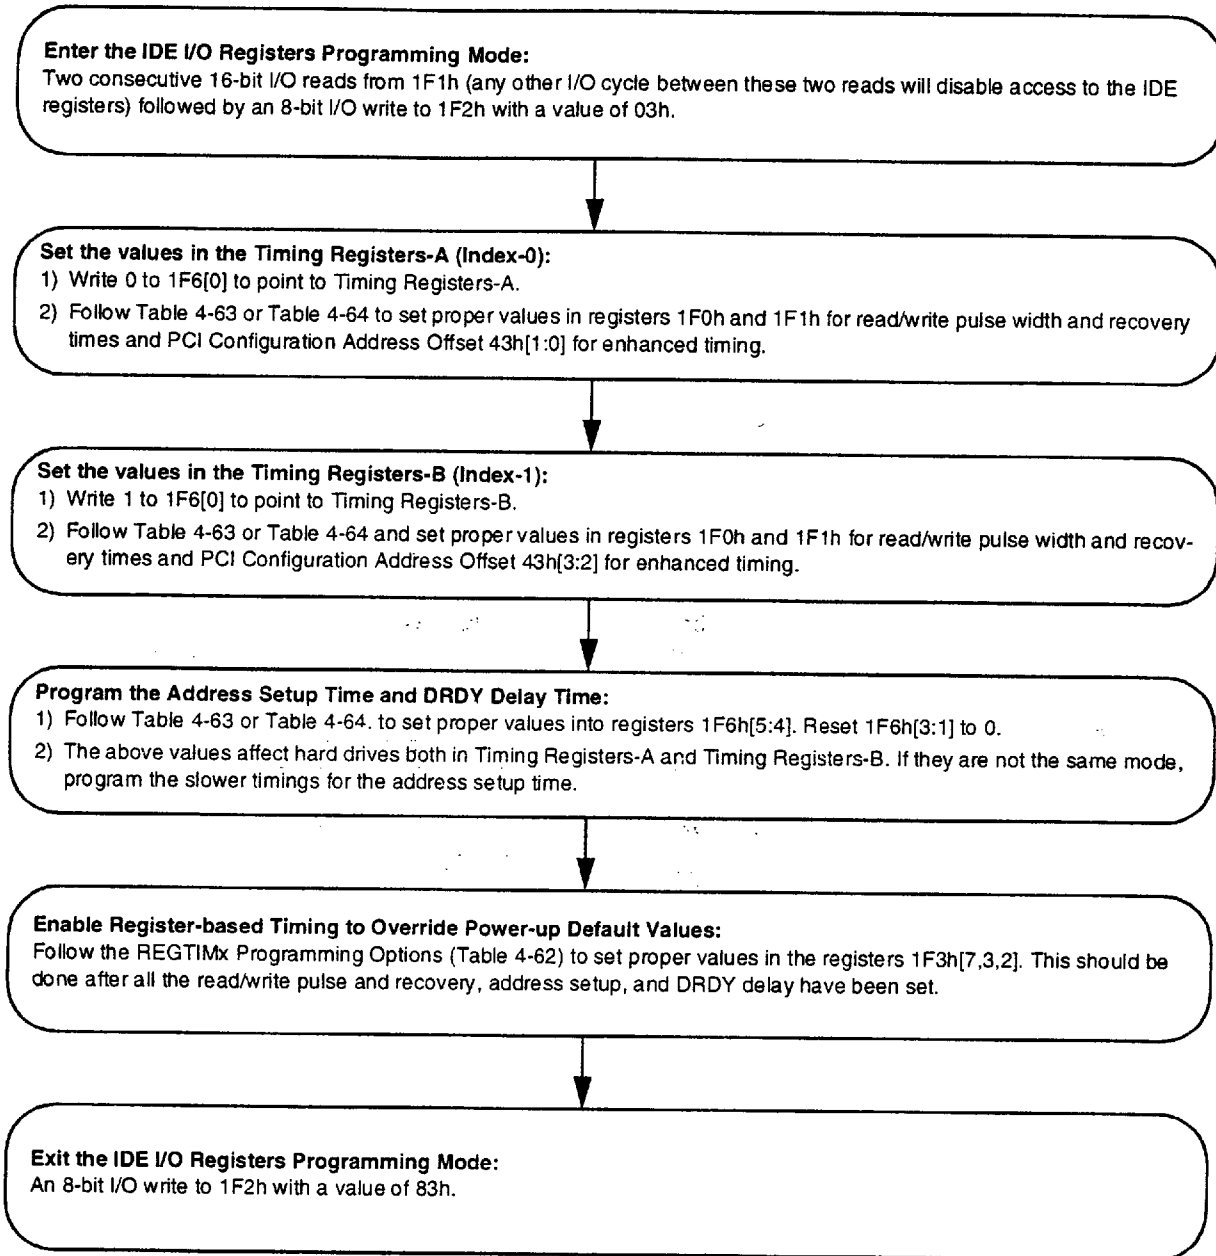 Enter the IDE I/O Registers Programming Mode:
Two consecutive 16-bit I/O reads from 1F1h (any other I/O cycle between these two reads will disable access to the IDE
registers) followed by an 8-bit I/O write to 1F2h with a value of 03h.
Set the values in the Timing Registers-A (Index-0):
1) Write 0 to 1F6[0] to point to Timing Registers-A.
2) Follow Table 4-63 or Table 4-64 to set proper values in registers 1F0h and 1F1h for read/write pulse width and recovery
times and PCI Configuration Address Offset 43h[1:0] for enhanced timing.
Set the values in the Timing Registers-B (Index-1):
1) Write 1 to 1F6[0] to point to Timing Registers-B.
2) Follow Table 4-63 or Table 4-64 and set proper values in registers 1F0h and 1F1h for read/write pulse width and recov-
ery times and PCI Configuration Address Offset 43h[3:2] for enhanced timing.
Program the Address Setup Time and DRDY Delay Time:
1) Follow Table 4-63 or Table 4-64. to set proper values into registers 1F6h[5:4]. Reset 1F6h[3:1] to 0.
2) The above values affect hard drives both in Timing Registers-A and Timing Registers-B. If they are not the same mode,
program the slower timings for the address setup time.
Enable Register-based Timing to Override Power-up Default Values:
Follow the REGTIMx Programming Options (Table 4-62) to set proper values in the registers 1F3h[7,3,2]. This should be
done after all the read/write pulse and recovery, address setup, and DRDY delay have been set.
Exit the IDE I/O Registers Programming Mode:
An 8-bit I/O write to 1F2h with a value of 83h.